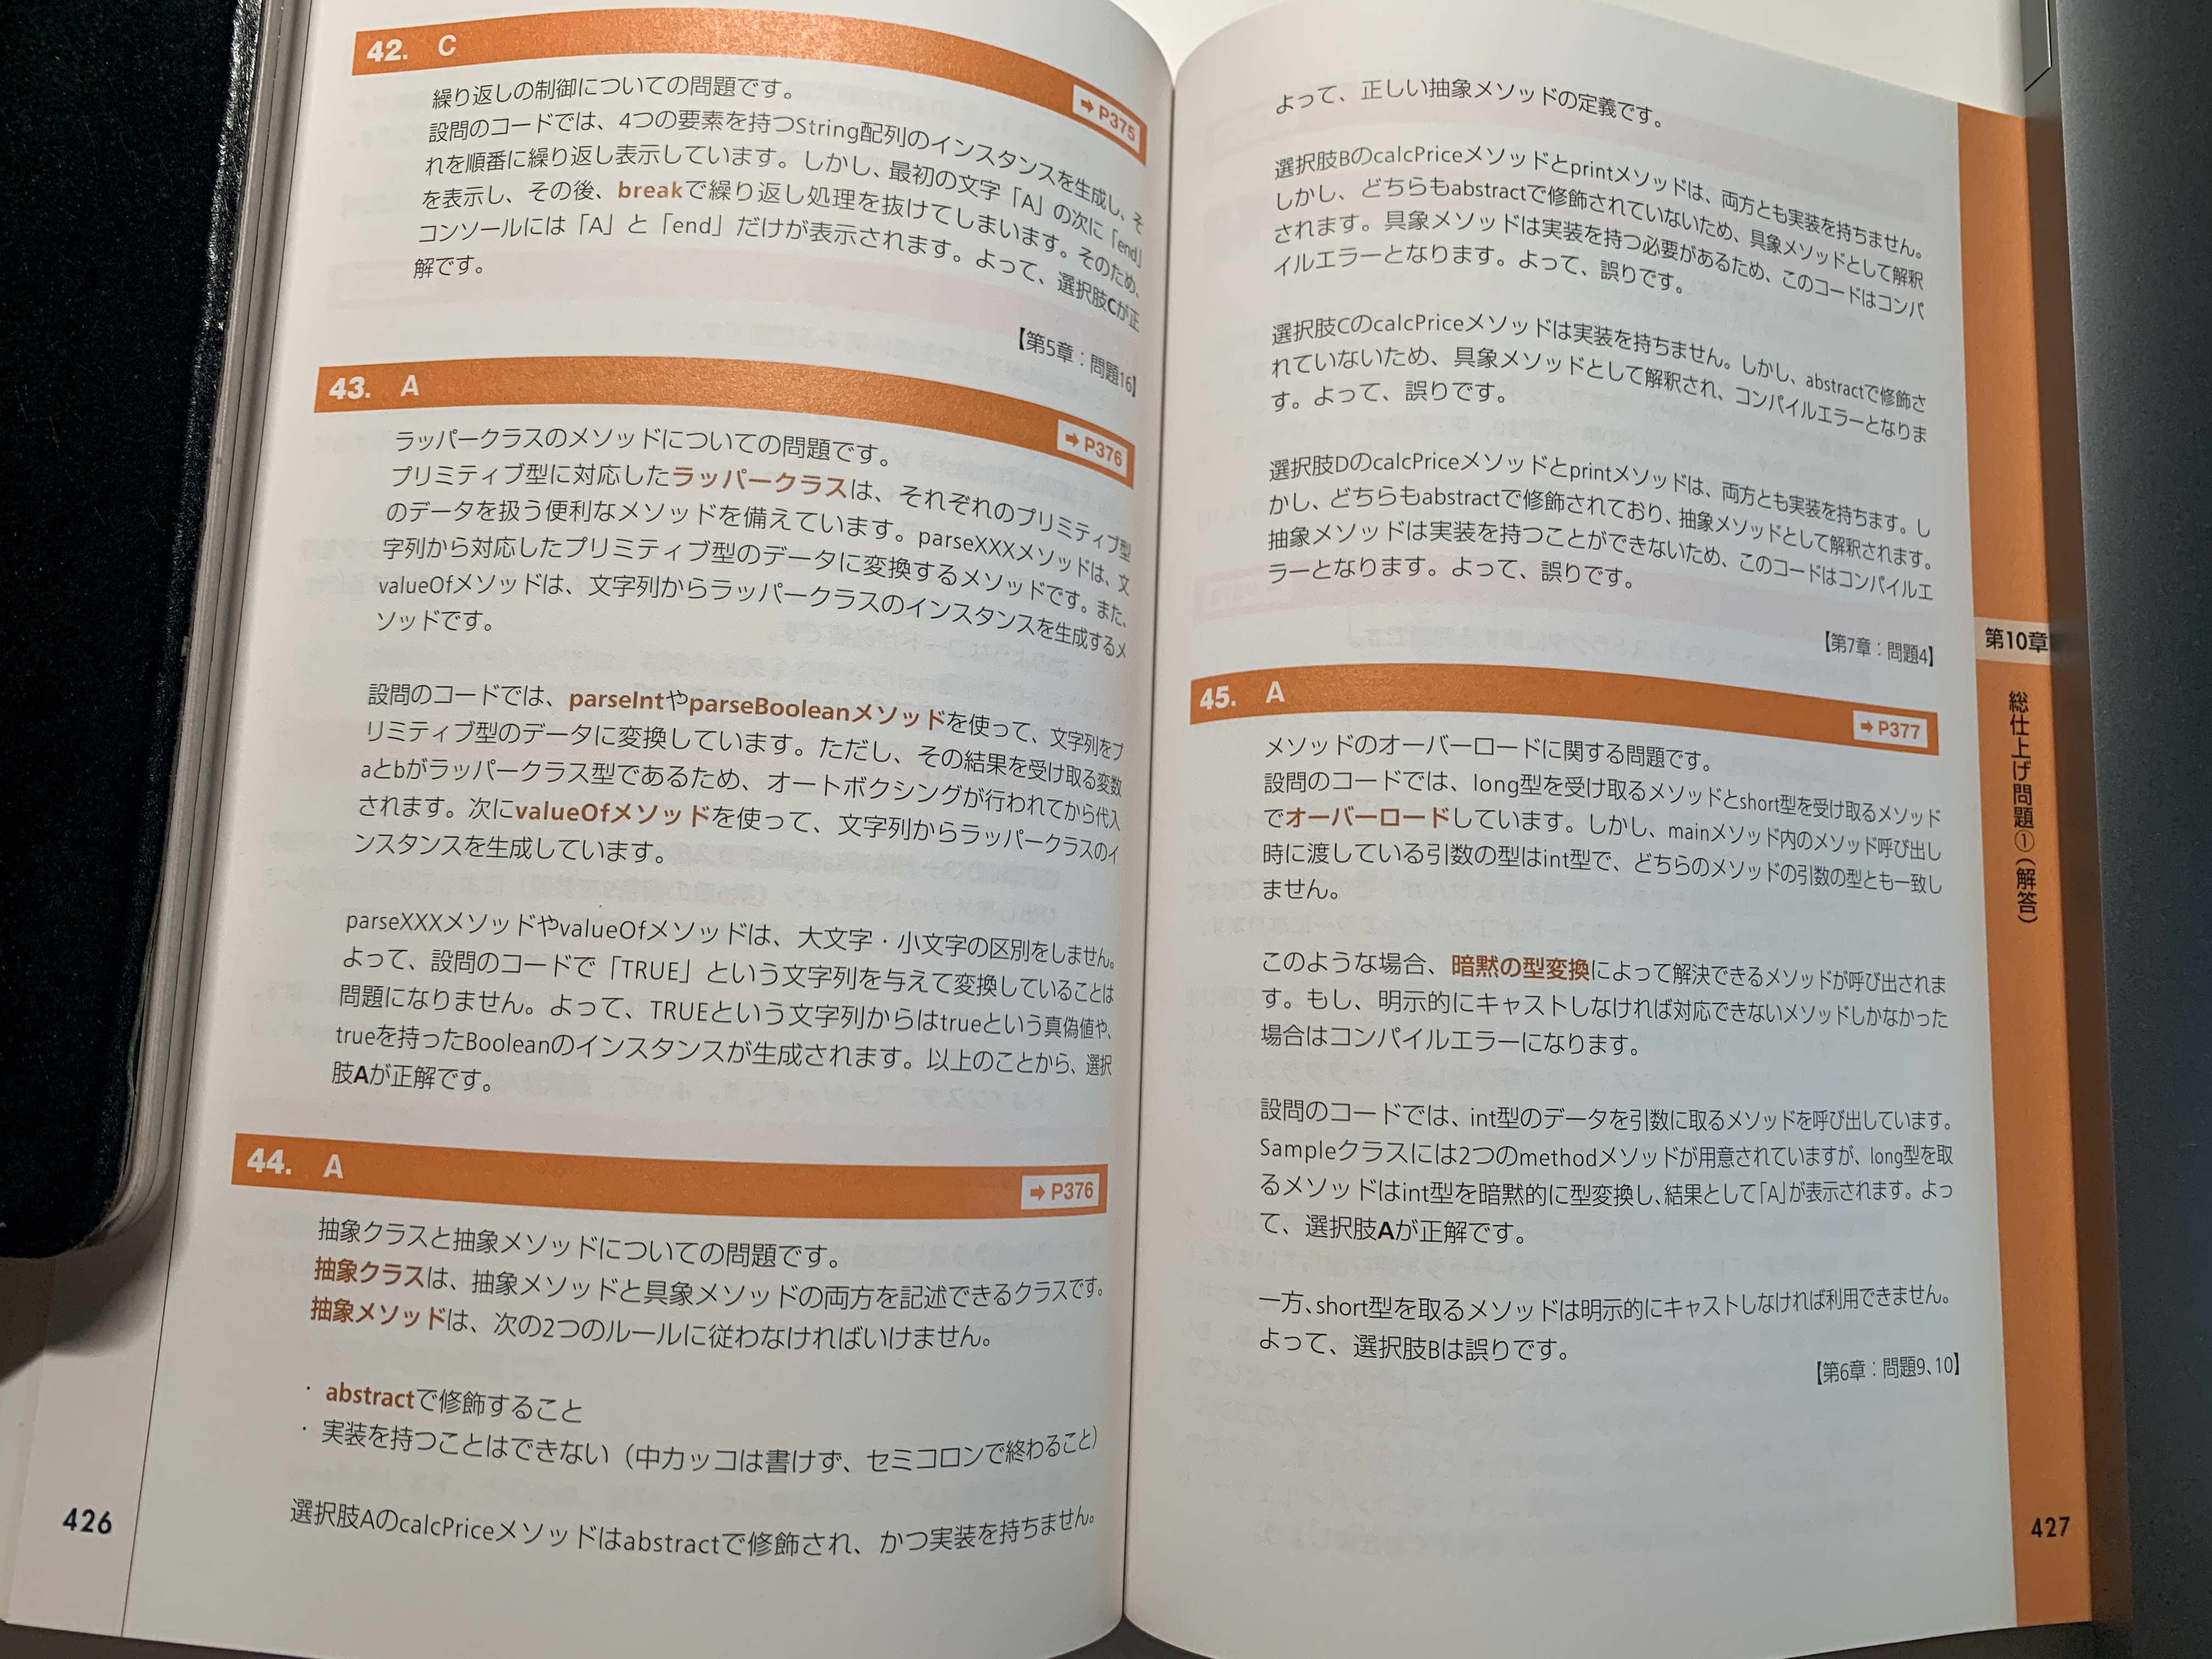 42. C
➡ P375
繰り返しの制御についての問題です。
設問のコードでは、4つの要素を持つString配列のインスタンスを生成し、そ
れを順番に繰り返し表示しています。しかし、最初の文字「A」の次に「end」
を表示し、その後、breakで繰り返し処理を抜けてしまいます。そのため、
コンソールには「A」と「end」だけが表示されます。よって、選択肢Cが正
解です。
【第5章：問題16】
43. A
➡ P376
ラッパークラスのメソッドについての問題です。
プリミティブ型に対応したラッパークラスは、それぞれのプリミティブ型
のデータを扱う便利なメソッドを備えています。parseXXXメソッドは、文
字列から対応したプリミティブ型のデータに変換するメソッドです。また、
valueOfメソッドは、文字列からラッパークラスのインスタンスを生成するメ
ソッドです。
設問のコードでは、parseIntやparseBooleanメソッドを使って、文字列をプ
リミティブ型のデータに変換しています。ただし、その結果を受け取る変数
aとbがラッパークラス型であるため、オートボクシングが行われてから代入
されます。次にvalueOfメソッドを使って、文字列からラッパークラスのイ
ンスタンスを生成しています。
parseXXXメソッドやvalueOfメソッドは、大文字・小文字の区別をしません。
よって、設問のコードで「TRUE」という文字列を与えて変換していることは
問題になりません。よって、TRUEという文字列からはtrueという真偽値や、
trueを持ったBooleanのインスタンスが生成されます。以上のことから、選択
肢Aが正解です。
44. A
➡ P376
抽象クラスと抽象メソッドについての問題です。
抽象クラスは、抽象メソッドと具象メソッドの両方を記述できるクラスです。
抽象メソッドは、次の2つのルールに従わなければいけません。
・ abstractで修飾すること
・ 実装を持つことはできない（中カッコは書けず、セミコロンで終わること）
選択肢AのcalcPriceメソッドはabstractで修飾され、かつ実装を持ちません。
426
よって、正しい抽象メソッドの定義です。
選択肢BのcalcPriceメソッドとprintメソッドは、両方とも実装を持ちません。
しかし、どちらもabstractで修飾されていないため、具象メソッドとして解釈
されます。具象メソッドは実装を持つ必要があるため、このコードはコンパ
イルエラーとなります。よって、誤りです。
選択肢CのcalcPriceメソッドは実装を持ちません。しかし、abstractで修飾さ
れていないため、具象メソッドとして解釈され、コンパイルエラーとなりま
す。よって、誤りです。
選択肢DのcalcPriceメソッドとprintメソッドは、両方とも実装を持ちます。し
かし、どちらもabstractで修飾されており、抽象メソッドとして解釈されます。
抽象メソッドは実装を持つことができないため、このコードはコンパイルエ
ラーとなります。よって、誤りです。
【第7章：問題4】
45. A
➡ P377
メソッドのオーバーロードに関する問題です。
設問のコードでは、long型を受け取るメソッドとshort型を受け取るメソッド
でオーバーロードしています。しかし、mainメソッド内のメソッド呼び出し
時に渡している引数の型はint型で、どちらのメソッドの引数の型とも一致し
ません。
このような場合、暗黙の型変換によって解決できるメソッドが呼び出されま
す。もし、明示的にキャストしなければ対応できないメソッドしかなかった
場合はコンパイルエラーになります。
設問のコードでは、int型のデータを引数に取るメソッドを呼び出しています。
Sampleクラスには2つのmethodメソッドが用意されていますが、long型を取
るメソッドはint型を暗黙的に型変換し、結果として「A」が表示されます。よっ
て、選択肢Aが正解です。
一方、short型を取るメソッドは明示的にキャストしなければ利用できません。
よって、選択肢Bは誤りです。
【第6章：問題9、10】
第10章
総仕上げ問題①（解答）
427